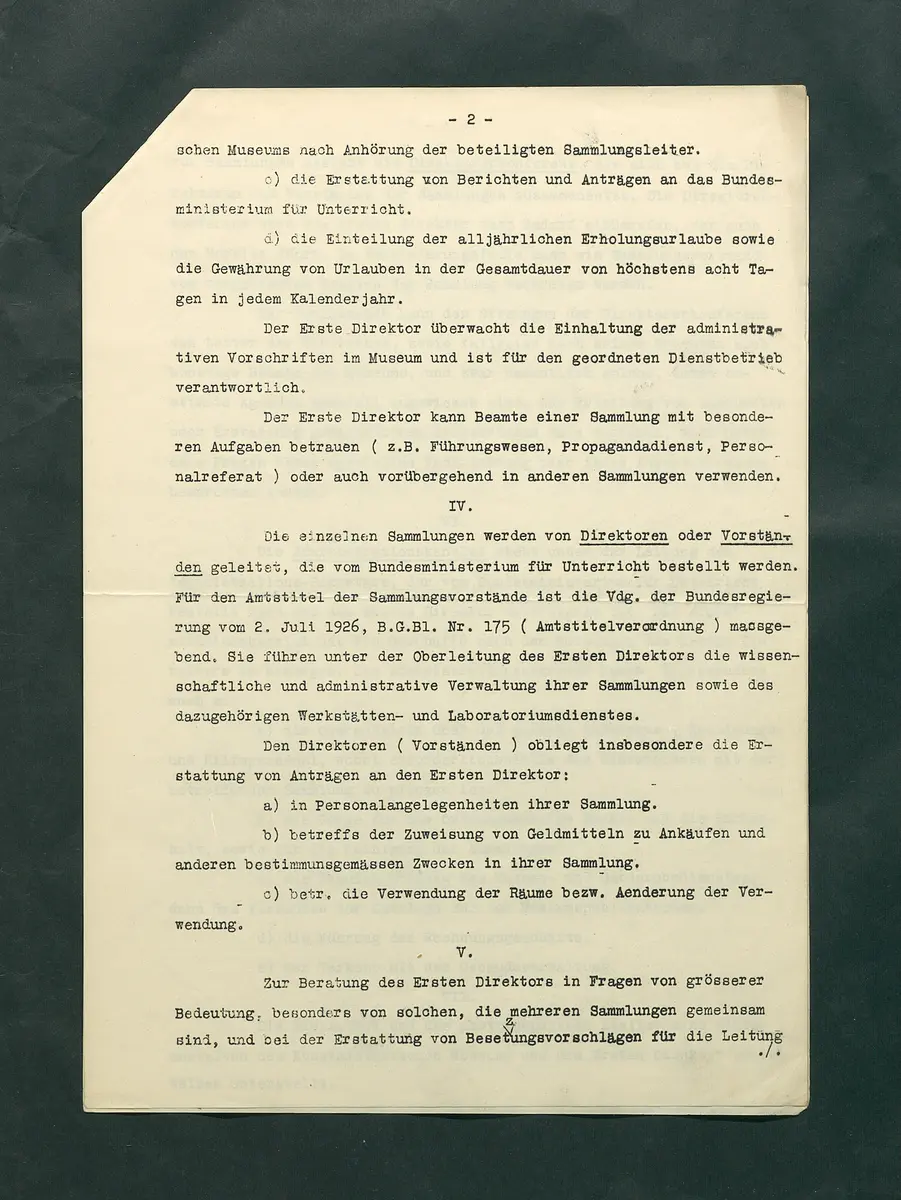 - 2 -
schen Museums nach Anhörung der beteiligten Sammlungsleiter.
c) die Erstattung von Berichten und Anträgen an das Bundes-
ministerium für Unterricht.
d) die Einteilung der alljährlichen Erholungsurlaube sowie
die Gewährung von Urlauben in der Gesamtdauer von höchstens acht Ta-
gen in jedem Kalenderjahr.
Der Erste Direktor überwacht die Einhaltung der administra-
tiven Vorschriften im Museum und ist für den geordneten Dienstbetrieb
verantwortlich.
Der Erste Direktor kann Beamte einer Sammlung mit besonde-
ren Aufgaben betrauen ( z.B. Führungswesen, Propagandadienst, Perso-
nalreferat ) oder auch vorübergehend in anderen Sammlungen verwenden.
IV.
Die einzelnen Sammlungen werden von Direktoren oder Vorstän-
den geleitet, die vom Bundesministerium für Unterricht bestellt werden.
Für den Amtstitel der Sammlungsvorstände ist die Vdg. der Bundesregie-
rung vom 2. Juli 1926, B.G.Bl. Nr. 175 ( Amtstitelverordnung ) massge-
bend. Sie führen unter der Oberleitung des Ersten Direktors die wissen-
schaftliche und administrative Verwaltung ihrer Sammlungen sowie des
dazugehörigen Werkstätten- und Laboratoriumsdienstes.
Den Direktoren ( Vorständen ) obliegt insbesondere die Er-
stattung von Anträgen an den Ersten Direktor:
a) in Personalangelegenheiten ihrer Sammlung.
b) betreffs der Zuweisung von Geldmitteln zu Ankäufen und
anderen bestimmunsgemässen Zwecken in ihrer Sammlung.
c) betr. die Verwendung der Räume bezw. Aenderung der Ver-
wendung.
V.
Zur Beratung des Ersten Direktors in Fragen von grösserer
Bedeutung, besonders von solchen, die mehreren Sammlungen gemeinsam
sind, und bei der Erstattung von Besetzungsvorschlägen für die Leitung
./.